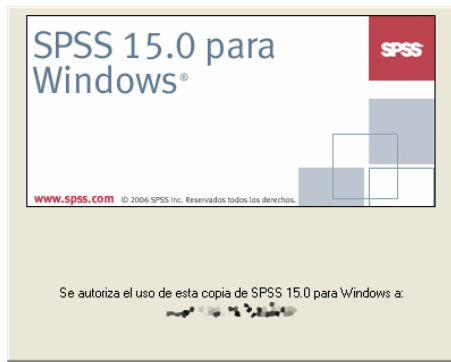 SPSS 15.0 para
Windows®
SPSS
www.spss.com © 2006 SPSS Inc. Reservados todos los derechos.
Se autoriza el uso de esta copia de SPSS 15.0 para Windows a: